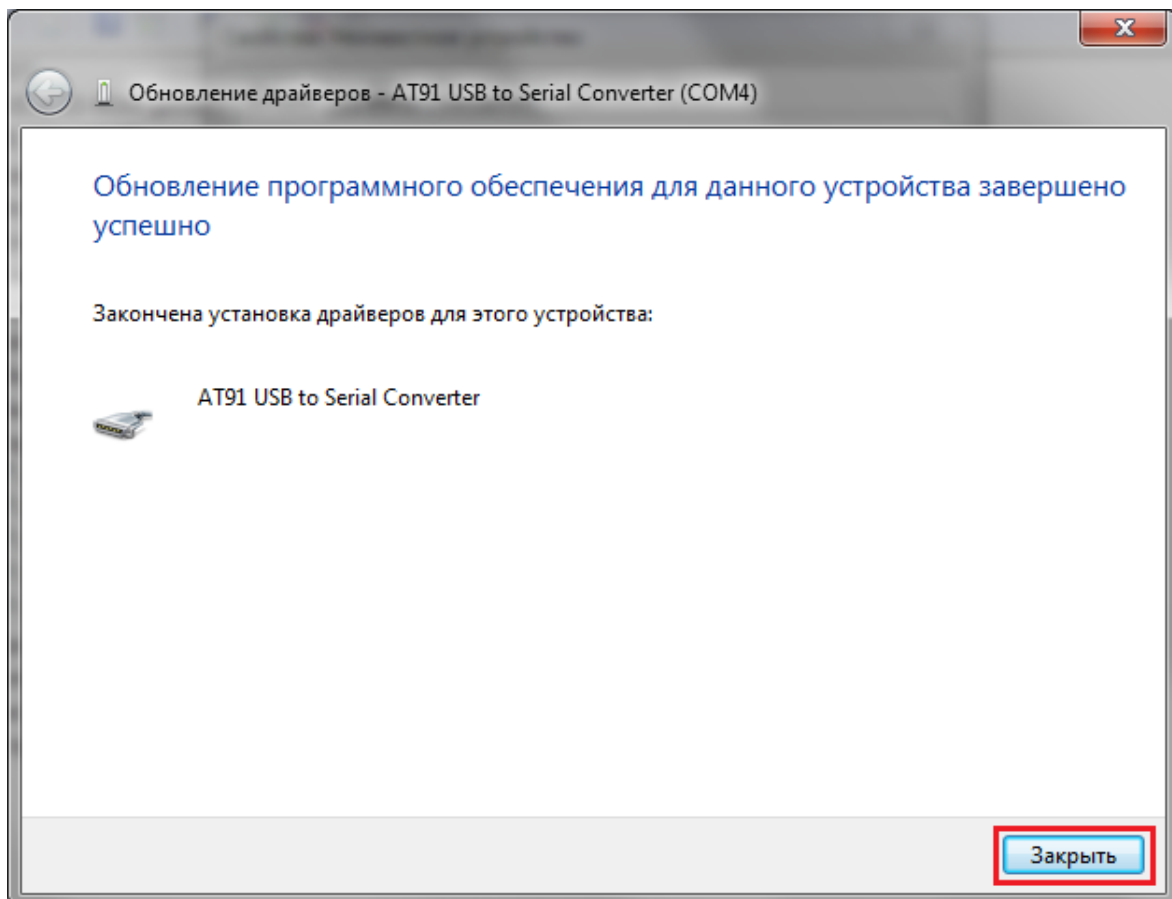 Обновление драйверов - AT91 USB to Serial Converter (COM4)
Обновление программного обеспечения для данного устройства завершено
успешно
Закончена установка драйверов для этого устройства:
AT91 USB to Serial Converter
Закрыть